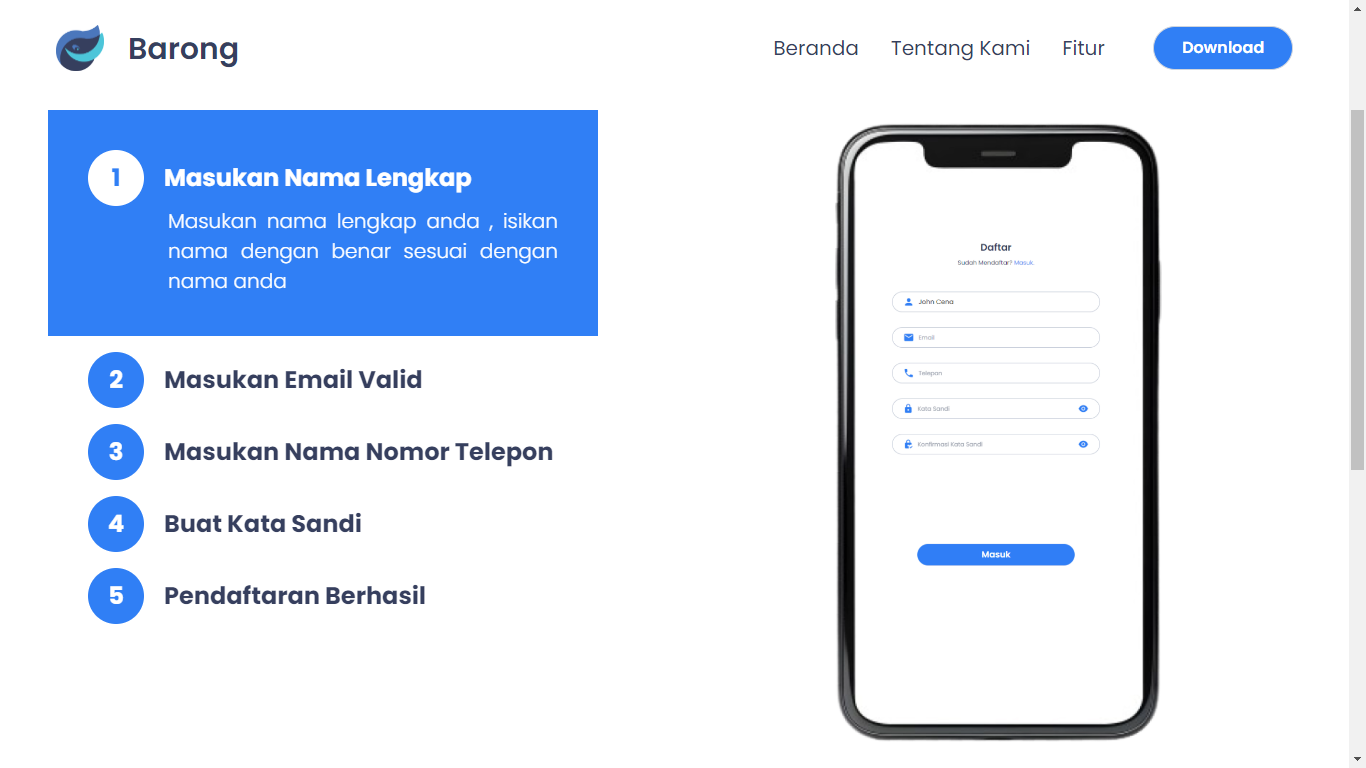 Barong
Beranda
Tentang Kami
Fitur
Download
1
Masukan Nama Lengkap
Masukan nama lengkap anda , isikan
nama dengan benar sesuai dengan
nama anda
2
Masukan Email Valid
3
Masukan Nama Nomor Telepon
4
Buat Kata Sandi
5
Pendaftaran Berhasil
Daftar
Sudah Mendaftar? Masuk.
John Cena
Email
Telepon
Kata Sandi
Konfirmasi Kata Sandi
Masuk